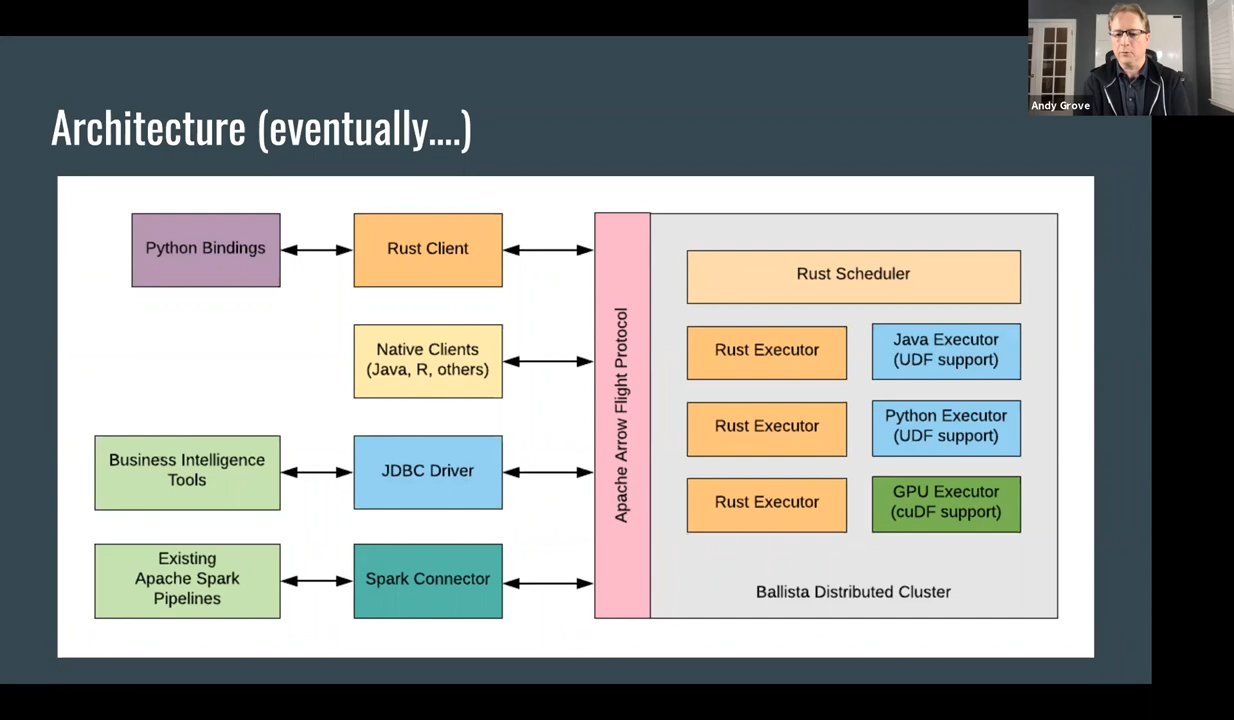 Andy Grove
Architecture (eventually....)
Python Bindings
Rust Client
Native Clients
(Java, R, others)
Business Intelligence
Tools
JDBC Driver
Existing
Apache Spark
Pipelines
Spark Connector
Apache Arrow Flight Protocol
Rust Scheduler
Rust Executor
Java Executor
(UDF support)
Rust Executor
Python Executor
(UDF support)
Rust Executor
GPU Executor
(cuDF support)
Ballista Distributed Cluster